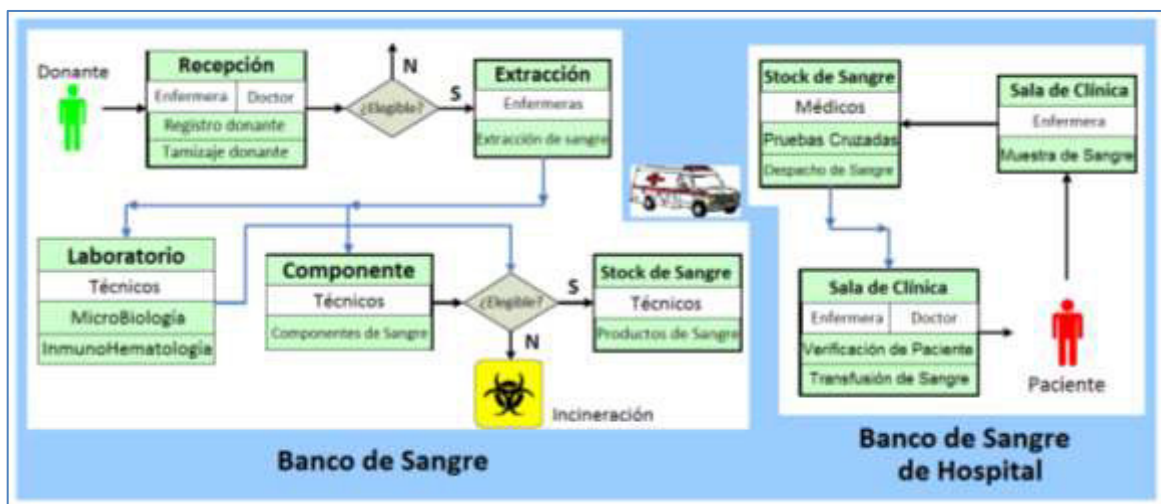 Donante
Recepción
Enfermera Doctor
Registro donante
Tamizaje donante
¿Elegible?
N
S
Extracción
Enfermeras
Extracción de sangre
Laboratorio
Técnicos
MicroBiología
InmunoHematología
Componente
Técnicos
Componentes de Sangre
¿Elegible?
S
N
Stock de Sangre
Técnicos
Productos de Sangre
Incineración
Banco de Sangre
Stock de Sangre
Médicos
Pruebas Cruzadas
Despacho de Sangre
Sala de Clínica
Enfermera
Muestra de Sangre
Sala de Clínica
Enfermera Doctor
Verificación de Paciente
Transfusión de Sangre
Paciente
Banco de Sangre
de Hospital